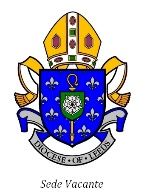 DIOCESE · OF · LEEDS
Sede Vacante